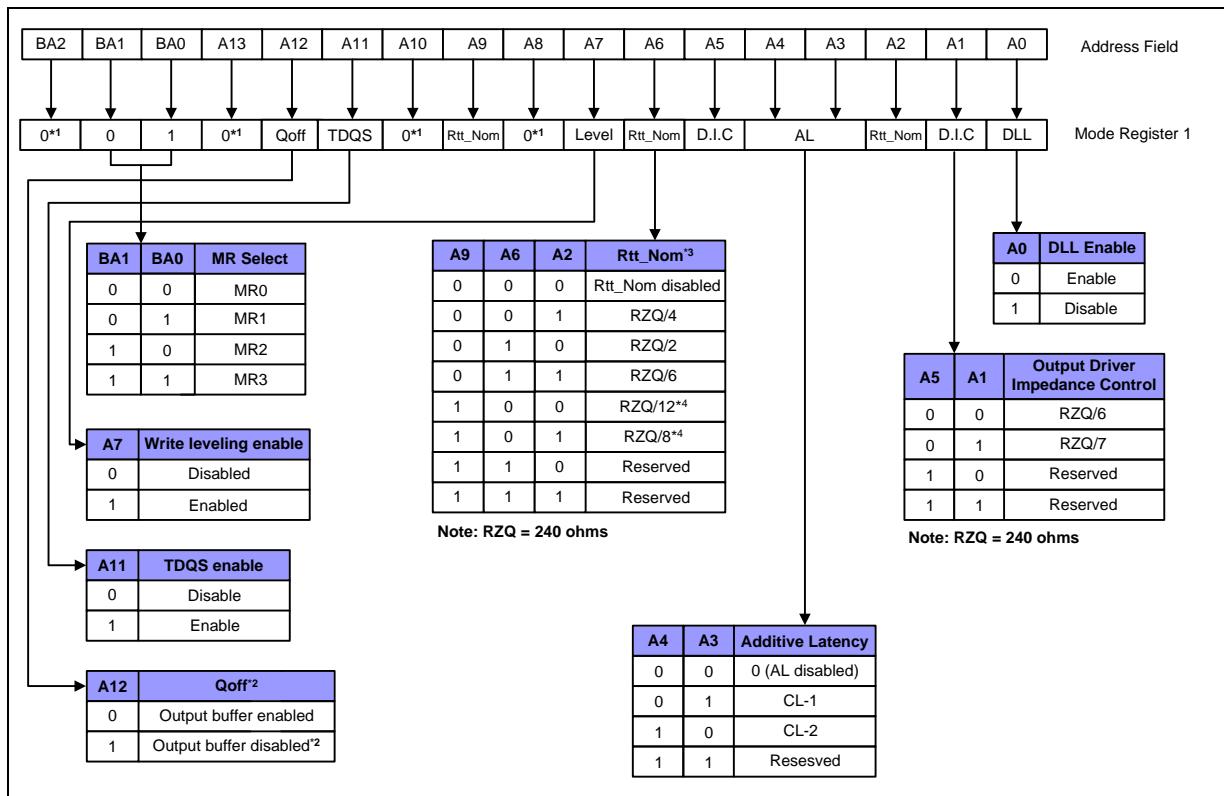 BA2 BA1 BA0 A13 A12 A11 A10 A9 A8 A7 A6 A5 A4 A3 A2 A1 A0 Address Field
0*1 0 1 0*1 Qoff TDQS 0*1 Rtt_Nom 0*1 Level Rtt_Nom D.I.C AL Rtt_Nom D.I.C DLL Mode Register 1
BA1 BA0 MR Select
0 0 MR0
0 1 MR1
1 0 MR2
1 1 MR3
A7 Write leveling enable
0 Disabled
1 Enabled
A11 TDQS enable
0 Disable
1 Enable
A12 Qoff*2
0 Output buffer enabled
1 Output buffer disabled*2
A9 A6 A2 Rtt_Nom*3
0 0 0 Rtt_Nom disabled
0 0 1 RZQ/4
0 1 0 RZQ/2
0 1 1 RZQ/6
1 0 0 RZQ/12*4
1 0 1 RZQ/8*4
1 1 0 Reserved
1 1 1 Reserved
Note: RZQ = 240 ohms
A4 A3 Additive Latency
0 0 0 (AL disabled)
0 1 CL-1
1 0 CL-2
1 1 Resesved
A0 DLL Enable
0 Enable
1 Disable
A5 A1 Output Driver
Impedance Control
0 0 RZQ/6
0 1 RZQ/7
1 0 Reserved
1 1 Reserved
Note: RZQ = 240 ohms